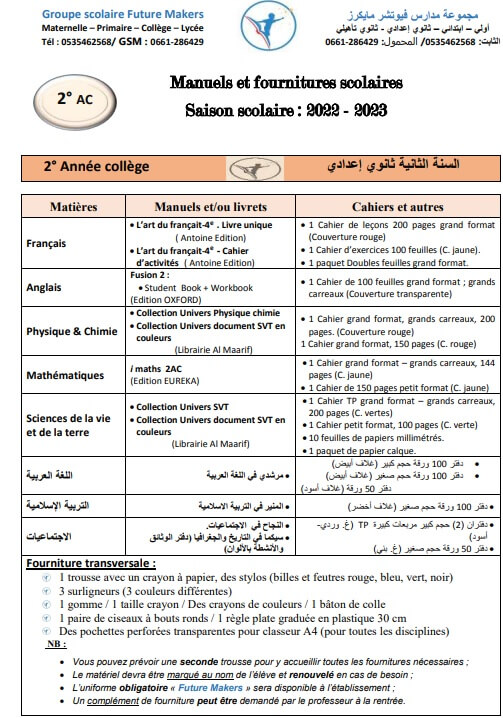 Groupe scolaire Future Makers
Maternelle – Primaire – Collège – Lycée
Tél : 0535462568/ GSM : 0661-286429
مجموعة مدارس فيوتشر مايكرز
أولي – ابتدائي – ثانوي إعدادي - ثانوي تأهيلي
الثابت: 0535462568/ المحمول: 0661-286429
2° AC
Manuels et fournitures scolaires
Saison scolaire : 2022 - 2023
2° Année collège
السنة الثانية ثانوي إعدادي
Matières
Manuels et/ou livrets
Cahiers et autres
Français
• L'art du françait-4e . Livre unique
( Antoine Edition)
• L'art du françait-4e - Cahier
d'activités ( Antoine Edition)
• 1 Cahier de leçons 200 pages grand format
(Couverture rouge)
• 1 Cahier d'exercices 100 feuilles (C. jaune).
• 1 paquet Doubles feuilles grand format.
Anglais
Fusion 2 :
• Student Book + Workbook
(Edition OXFORD)
• 1 Cahier de 100 feuilles grand format ; grands
carreaux (Couverture transparente)
Physique & Chimie
• Collection Univers Physique chimie
• Collection Univers document SVT en
couleurs
(Librairie Al Maarif)
• 1 Cahier grand format, grands carreaux, 200
pages. (Couverture rouge)
1 Cahier grand format, 150 pages (C. rouge)
Mathématiques
i maths 2AC
(Edition EUREKA)
• 1 Cahier grand format – grands carreaux, 144
pages (C. jaune)
• 1 Cahier de 150 pages petit format (C. jaune)
Sciences de la vie
et de la terre
• Collection Univers SVT
• Collection Univers document SVT en
couleurs
(Librairie Al Maarif)
• 1 Cahier TP grand format – grands carreaux,
200 pages (C. vertes)
• 1 Cahier petit format, 100 pages (C. verte)
• 10 feuilles de papiers millimétrés.
• 1 paquet de papier calque.
اللغة العربية
• مرشدي في اللغة العربية
• دفتر 100 ورقة حجم كبير (غلاف أبيض)
• دفتر 100 ورقة حجم صغير (غلاف أبيض)
دفتر 50 ورقة (غلاف أسود)
التربية الإسلامية
• المنير في التربية الاسلامية
• دفتر 100 ورقة حجم صغير (غلاف أخضر)
الاجتماعيات
• النجاح في الاجتماعيات.
• سيكما في التاريخ والجغرافيا (دفتر الوثائق
والأنشطة بالألوان)
• دفتران (2) حجم كبير مربعات كبيرة TP (غ. وردي-
أسود)
• دفتر 50 ورقة حجم صغير (غ. بني)
Fourniture transversale :
1 trousse avec un crayon à papier, des stylos (billes et feutres rouge, bleu, vert, noir)
3 surligneurs (3 couleurs différentes)
1 gomme / 1 taille crayon / Des crayons de couleurs / 1 bâton de colle
1 paire de ciseaux à bouts ronds / 1 règle plate graduée en plastique 30 cm
Des pochettes perforées transparentes pour classeur A4 (pour toutes les disciplines)
NB :
• Vous pouvez prévoir une seconde trousse pour y accueillir toutes les fournitures nécessaires ;
• Le matériel devra être marqué au nom de l'élève et renouvelé en cas de besoin ;
• L'uniforme obligatoire « Future Makers » sera disponible à l'établissement ;
• Un complément de fourniture peut être demandé par le professeur à la rentrée.